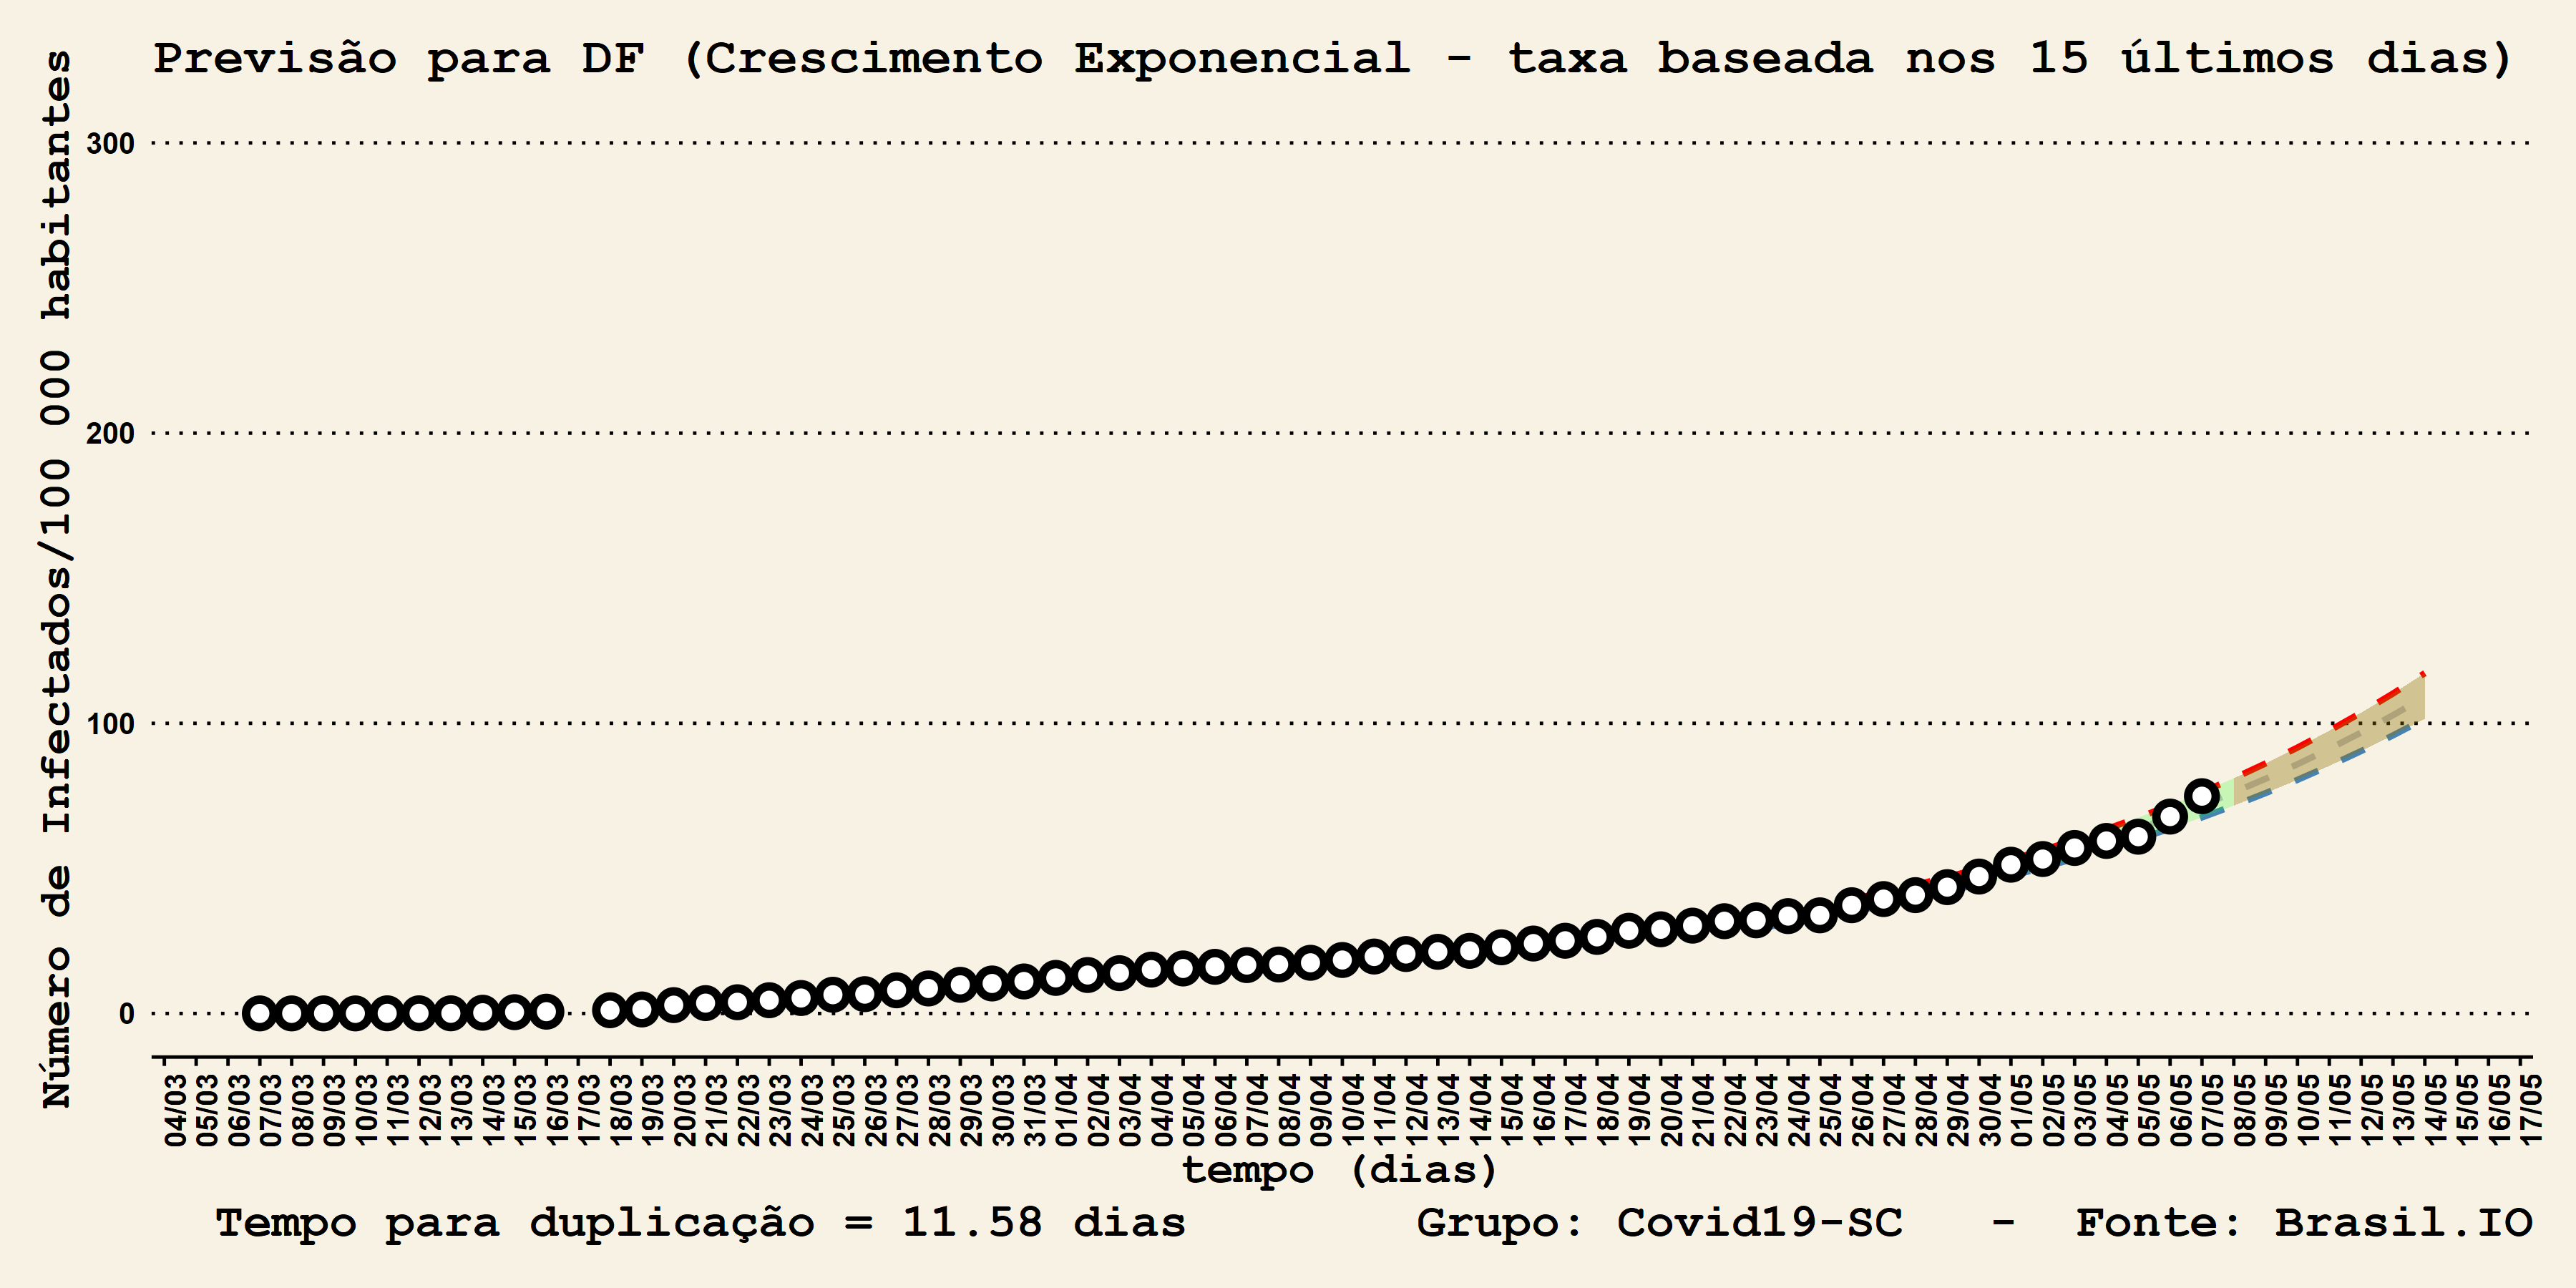 Previsão para DF (Crescimento Exponencial - taxa baseada nos 15 últimos dias)
Número de Infectados/100 000 habitantes
300
200
100
0
04/03 05/03 06/03 07/03 08/03 09/03 10/03 11/03 12/03 13/03 14/03 15/03 16/03 17/03 18/03 19/03 20/03 21/03 22/03 23/03 24/03 25/03 26/03 27/03 28/03 29/03 30/03 31/03 01/04 02/04 03/04 04/04 05/04 06/04 07/04 08/04 09/04 10/04 11/04 12/04 13/04 14/04 15/04 16/04 17/04 18/04 19/04 20/04 21/04 22/04 23/04 24/04 25/04 26/04 27/04 28/04 29/04 30/04 01/05 02/05 03/05 04/05 05/05 06/05 07/05 08/05 09/05 10/05 11/05 12/05 13/05 14/05 15/05 16/05 17/05
tempo (dias)
Tempo para duplicação = 11.58 dias Grupo: Covid19-SC - Fonte: Brasil.IO